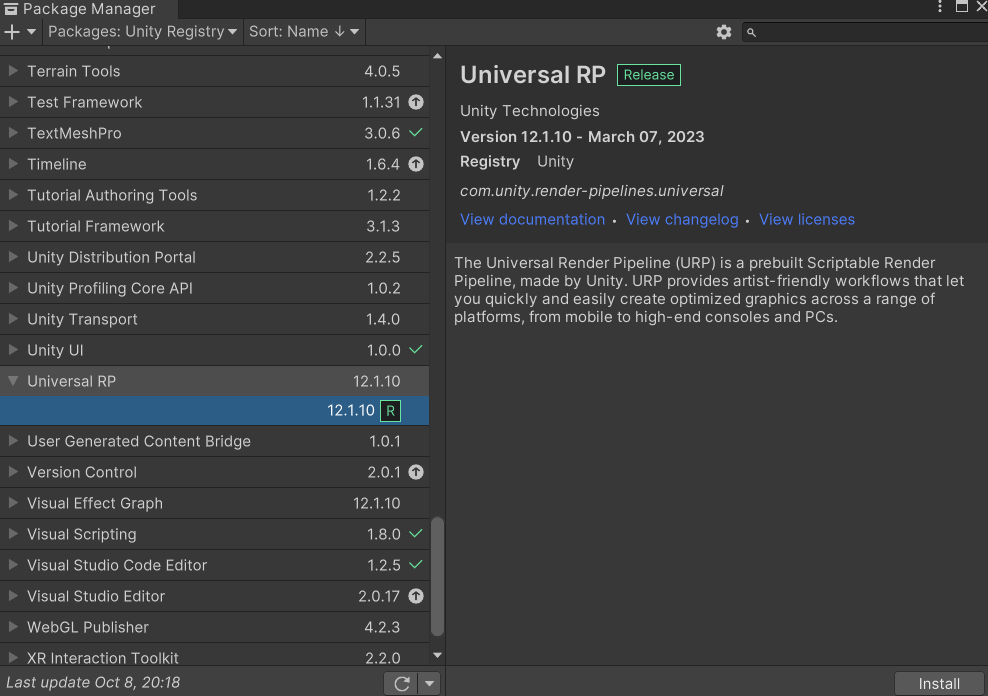 Package Manager
Packages: Unity Registry
Sort: Name ↓
Terrain Tools 4.0.5
Test Framework 1.1.31
TextMeshPro 3.0.6
Timeline 1.6.4
Tutorial Authoring Tools 1.2.2
Tutorial Framework 3.1.3
Unity Distribution Portal 2.2.5
Unity Profiling Core API 1.0.2
Unity Transport 1.4.0
Unity UI 1.0.0
Universal RP 12.1.10
12.1.10 R
User Generated Content Bridge 1.0.1
Version Control 2.0.1
Visual Effect Graph 12.1.10
Visual Scripting 1.8.0
Visual Studio Code Editor 1.2.5
Visual Studio Editor 2.0.17
WebGL Publisher 4.2.3
XR Interaction Toolkit 2.2.0
Last update Oct 8, 20:18
Universal RP Release
Unity Technologies
Version 12.1.10 - March 07, 2023
Registry Unity
com.unity.render-pipelines.universal
View documentation • View changelog • View licenses
The Universal Render Pipeline (URP) is a prebuilt Scriptable Render
Pipeline, made by Unity. URP provides artist-friendly workflows that let
you quickly and easily create optimized graphics across a range of
platforms, from mobile to high-end consoles and PCs.
Install